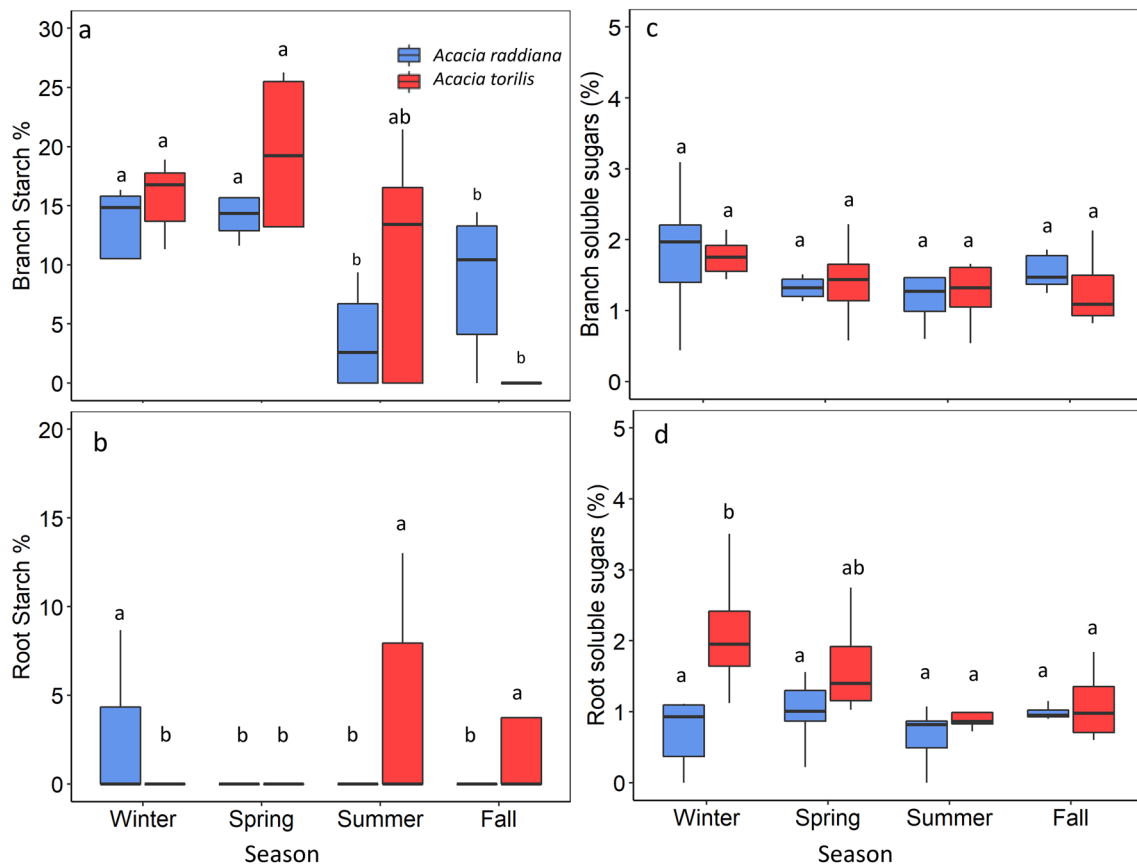 a
Acacia raddiana
Acacia torilis
Branch Starch %
30
25
20
15
10
5
0
a
a
a
a
b
ab
b
b
c
Branch soluble sugars (%)
5
4
3
2
1
0
a
a
a
a
a
a
a
a
b
Root Starch %
20
15
10
5
0
a
b
b
b
b
a
b
a
Winter
Spring
Summer
Fall
Season
d
Root soluble sugars (%)
5
4
3
2
1
0
a
b
a
ab
a
a
a
a
Winter
Spring
Summer
Fall
Season